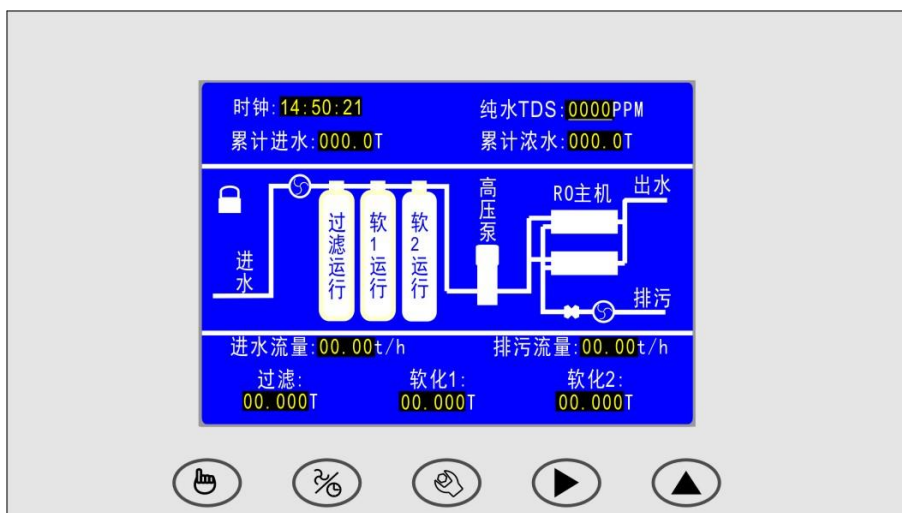 时钟:14:50:21
纯水TDS:0000PPM
累计进水:000.0T
累计浓水:000.0T
进水
过滤运行
软1运行
软2运行
高压泵
RO主机
出水
排污
进水流量:00.00t/h
排污流量:00.00t/h
过滤:
00.000T
软化1:
00.000T
软化2:
00.000T